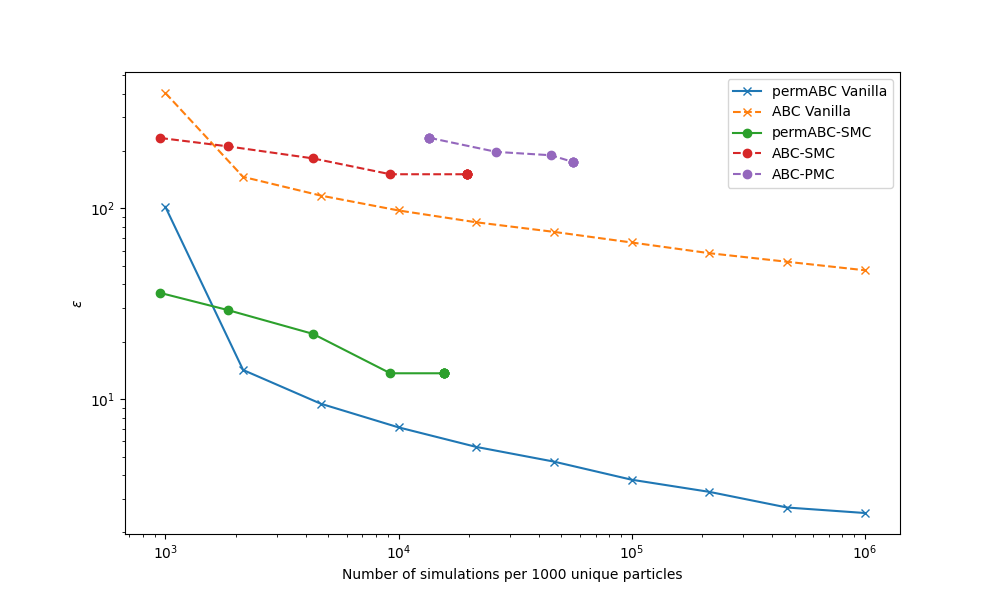 permABC Vanilla
ABC Vanilla
permABC-SMC
ABC-SMC
ABC-PMC
10²
ε
10¹
10³ 10⁴ 10⁵ 10⁶
Number of simulations per 1000 unique particles